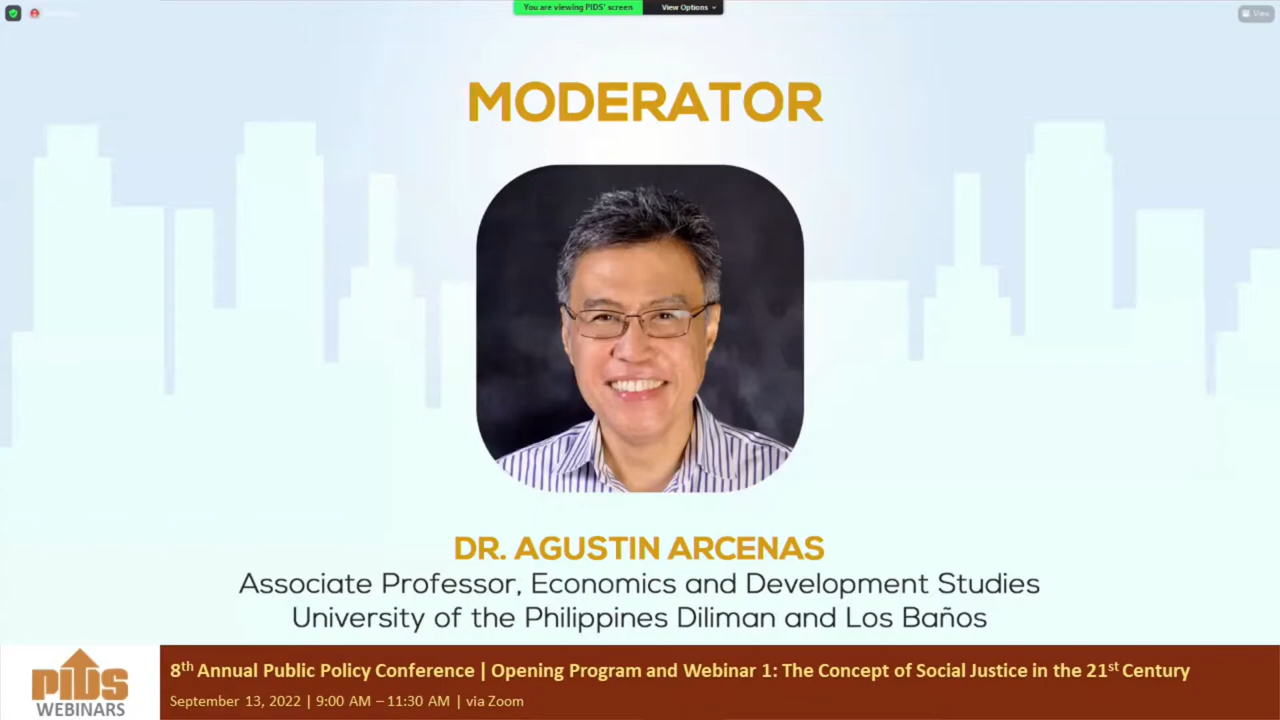 You are viewing PIDS' screen
View Options
View
MODERATOR
DR. AGUSTIN ARCENAS
Associate Professor, Economics and Development Studies
University of the Philippines Diliman and Los Baños
PIDS
WEBINARS
8th Annual Public Policy Conference | Opening Program and Webinar 1: The Concept of Social Justice in the 21st Century
September 13, 2022 | 9:00 AM – 11:30 AM | via Zoom